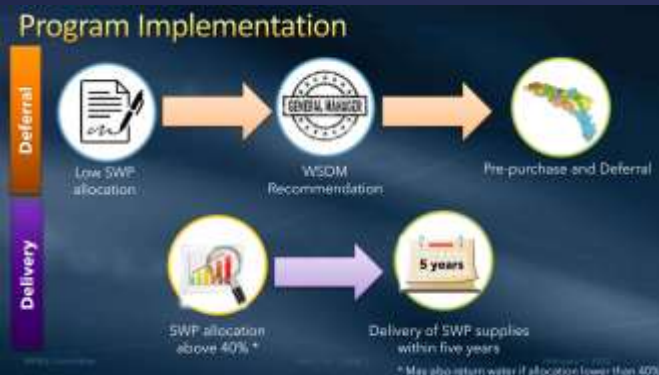 Program Implementation
Deferral
GENERAL MANAGER
Low SWP
allocation
WSDM
Recommendation
Pre-purchase and Deferral
Delivery
5 years
SWP allocation
above 40% *
Delivery of SWP supplies
within five years
* May also return water if allocation lower than 40%